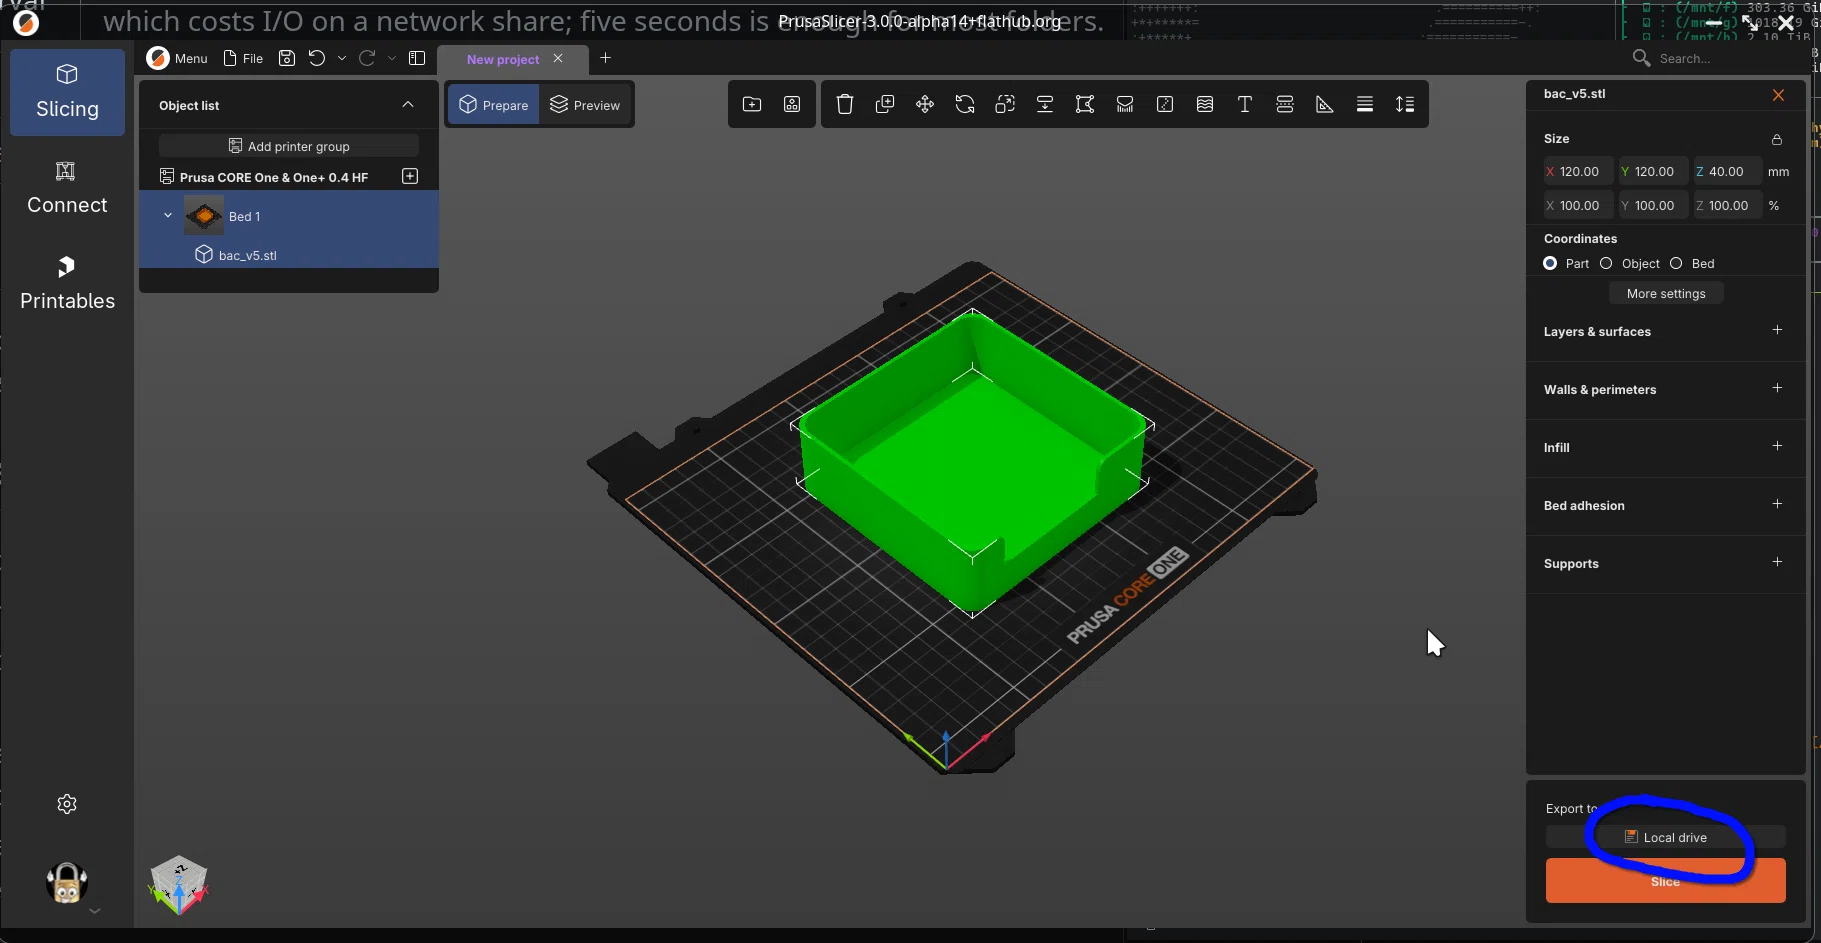 which costs I/O on a network share; five seconds is enough for most folders.
PrusaSlicer-3.0.0-alpha14+flathub.org
Menu
File
New project
Search...
Slicing
Connect
Printables
Object list
Add printer group
Prusa CORE One & One+ 0.4 HF
Bed 1
bac_v5.stl
Prepare
Preview
bac_v5.stl
Size
X 120.00 Y 120.00 Z 40.00 mm
X 100.00 Y 100.00 Z 100.00 %
Coordinates
Part Object Bed
More settings
Layers & surfaces
Walls & perimeters
Infill
Bed adhesion
Supports
PRUSA CORE ONE
Export to
Local drive
Slice